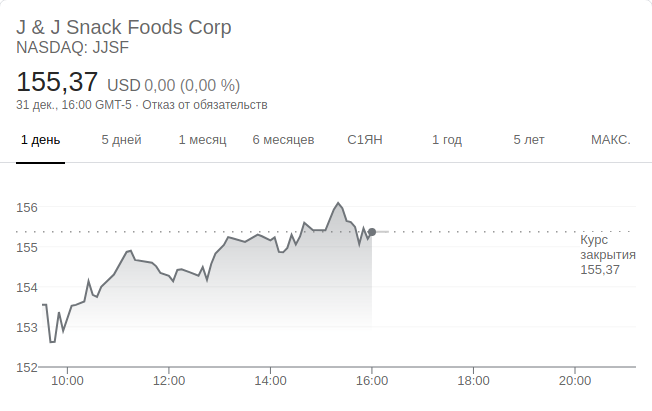 J & J Snack Foods Corp
NASDAQ: JJSF
155,37 USD 0,00 (0,00 %)
31 дек., 16:00 GMT-5 · Отказ от обязательств
1 день 5 дней 1 месяц 6 месяцев С1ЯН 1 год 5 лет МАКС.
156
155
154
153
152
Курс
закрытия
155,37
10:00 12:00 14:00 16:00 18:00 20:00